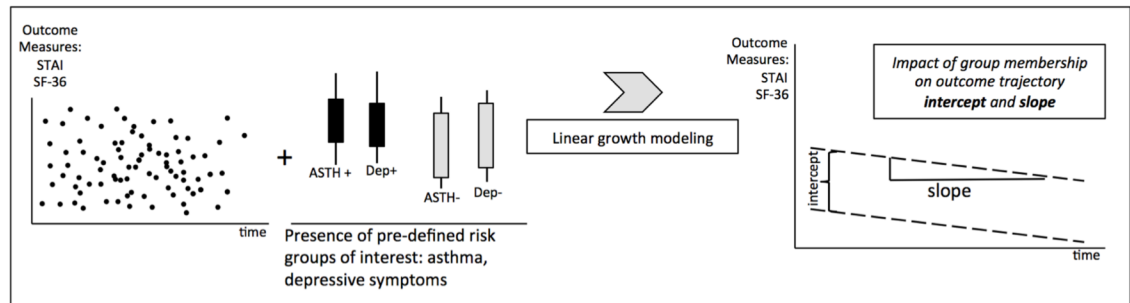 Outcome
Measures:
STAI
SF-36
time
+
ASTH +
Dep+
ASTH-
Dep-
Presence of pre-defined risk
groups of interest: asthma,
depressive symptoms
Linear growth modeling
Outcome
Measures:
STAI
SF-36
Impact of group membership
on outcome trajectory
intercept and slope
intercept
slope
time